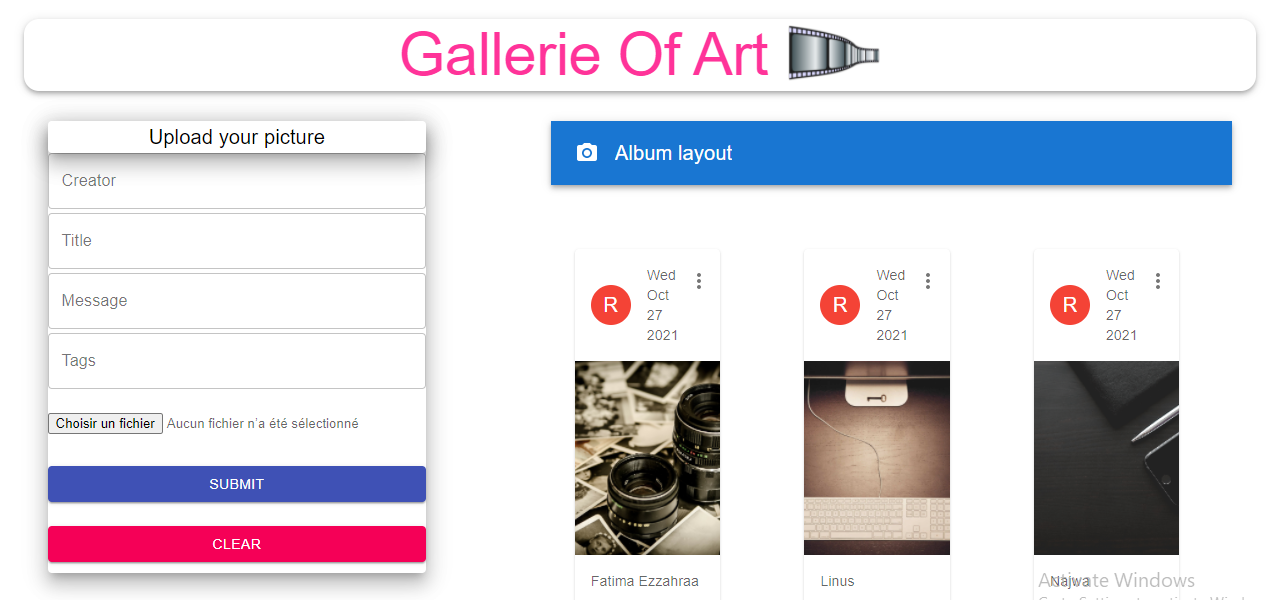 Gallerie Of Art
Upload your picture
Creator
Title
Message
Tags
Choisir un fichier Aucun fichier n'a été sélectionné
SUBMIT
CLEAR
Album layout
R
Wed
Oct
27
2021
Fatima Ezzahraa
R
Wed
Oct
27
2021
Linus
R
Wed
Oct
27
2021
Najwa
Activate Windows